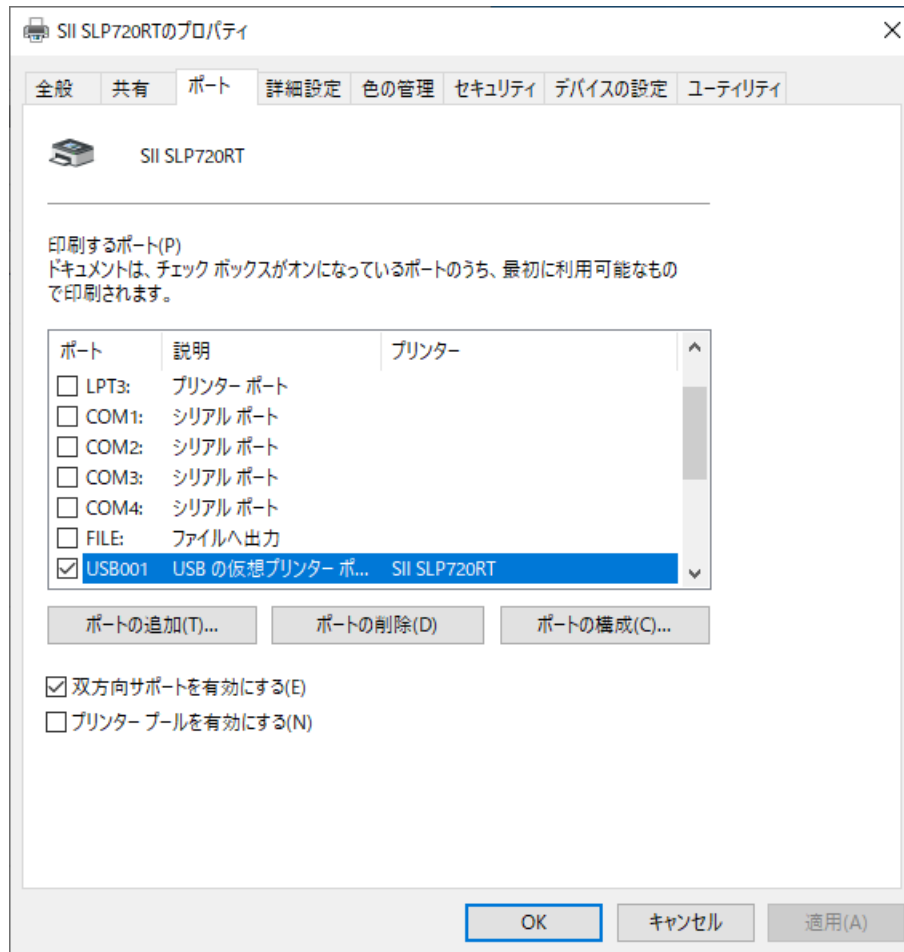 SII SLP720RTのプロパティ
全般 共有 ポート 詳細設定 色の管理 セキュリティ デバイスの設定 ユーティリティ
SII SLP720RT
印刷するポート(P)
ドキュメントは、チェック ボックスがオンになっているポートのうち、最初に利用可能なもの
で印刷されます。
ポート 説明 プリンター
LPT3: プリンター ポート
COM1: シリアル ポート
COM2: シリアル ポート
COM3: シリアル ポート
COM4: シリアル ポート
FILE: ファイルへ出力
USB001 USB の仮想プリンター ポ... SII SLP720RT
ポートの追加(T)... ポートの削除(D) ポートの構成(C)...
双方向サポートを有効にする(E)
プリンター プールを有効にする(N)
OK キャンセル 適用(A)